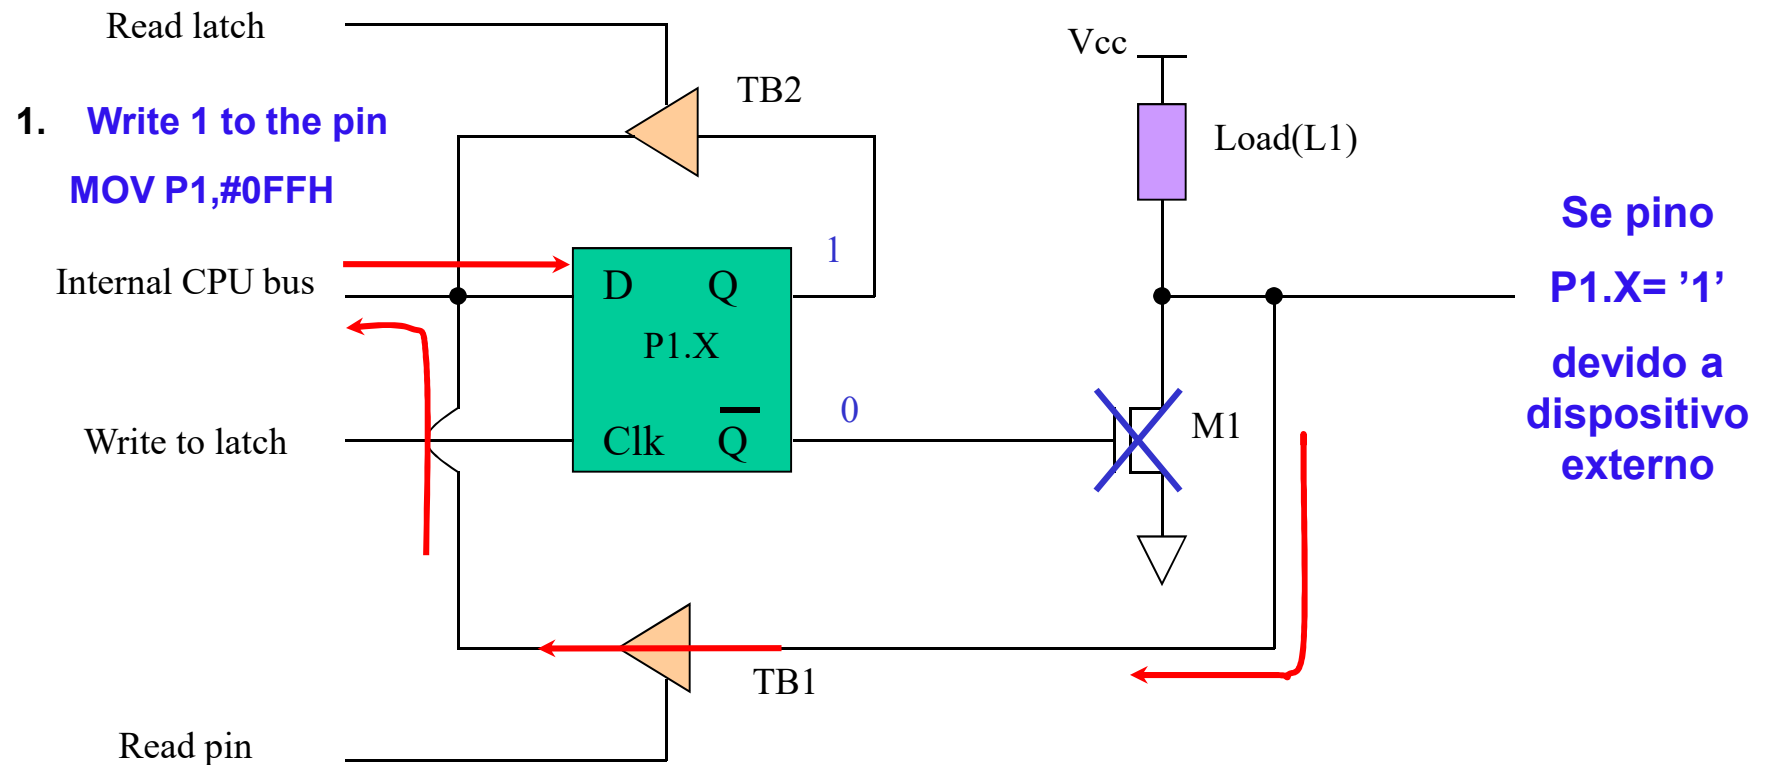 Read latch
Vcc
TB2
1. Write 1 to the pin
Load(L1)
MOV P1,#0FFH
Se pino
1
Internal CPU bus
D Q
P1.X= ’1’
P1.X
devido a
0
dispositivo
M1
Write to latch
Clk Q
externo
TB1
Read pin